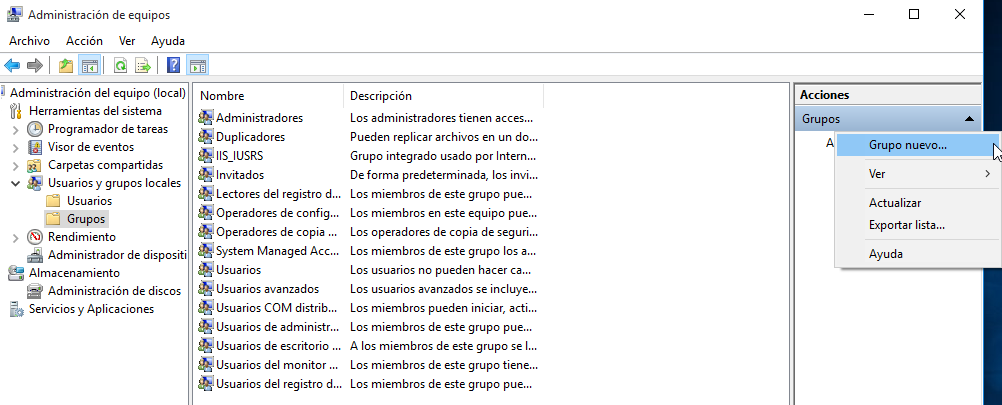 Administración de equipos
Archivo Acción Ver Ayuda
Administración del equipo (local)
Herramientas del sistema
Programador de tareas
Visor de eventos
Carpetas compartidas
Usuarios y grupos locales
Usuarios
Grupos
Rendimiento
Administrador de dispositi
Almacenamiento
Administración de discos
Servicios y Aplicaciones
Nombre Descripción
Administradores Los administradores tienen acces...
Duplicadores Pueden replicar archivos en un do...
IIS_IUSRS Grupo integrado usado por Intern...
Invitados De forma predeterminada, los invi...
Lectores del registro d... Los miembros de este grupo pue...
Operadores de config... Los miembros en este equipo pue...
Operadores de copia ... Los operadores de copia de seguri...
System Managed Acc... Los miembros de este grupo los a...
Usuarios Los usuarios no pueden hacer ca...
Usuarios avanzados Los usuarios avanzados se incluye...
Usuarios COM distrib... Los miembros pueden iniciar, acti...
Usuarios de administr... Los miembros de este grupo pue...
Usuarios de escritorio ... A los miembros de este grupo se l...
Usuarios del monitor ... Los miembros de este grupo tiene...
Usuarios del registro d... Los miembros de este grupo pue...
Acciones
Grupos
A
Grupo nuevo...
Ver
Actualizar
Exportar lista...
Ayuda